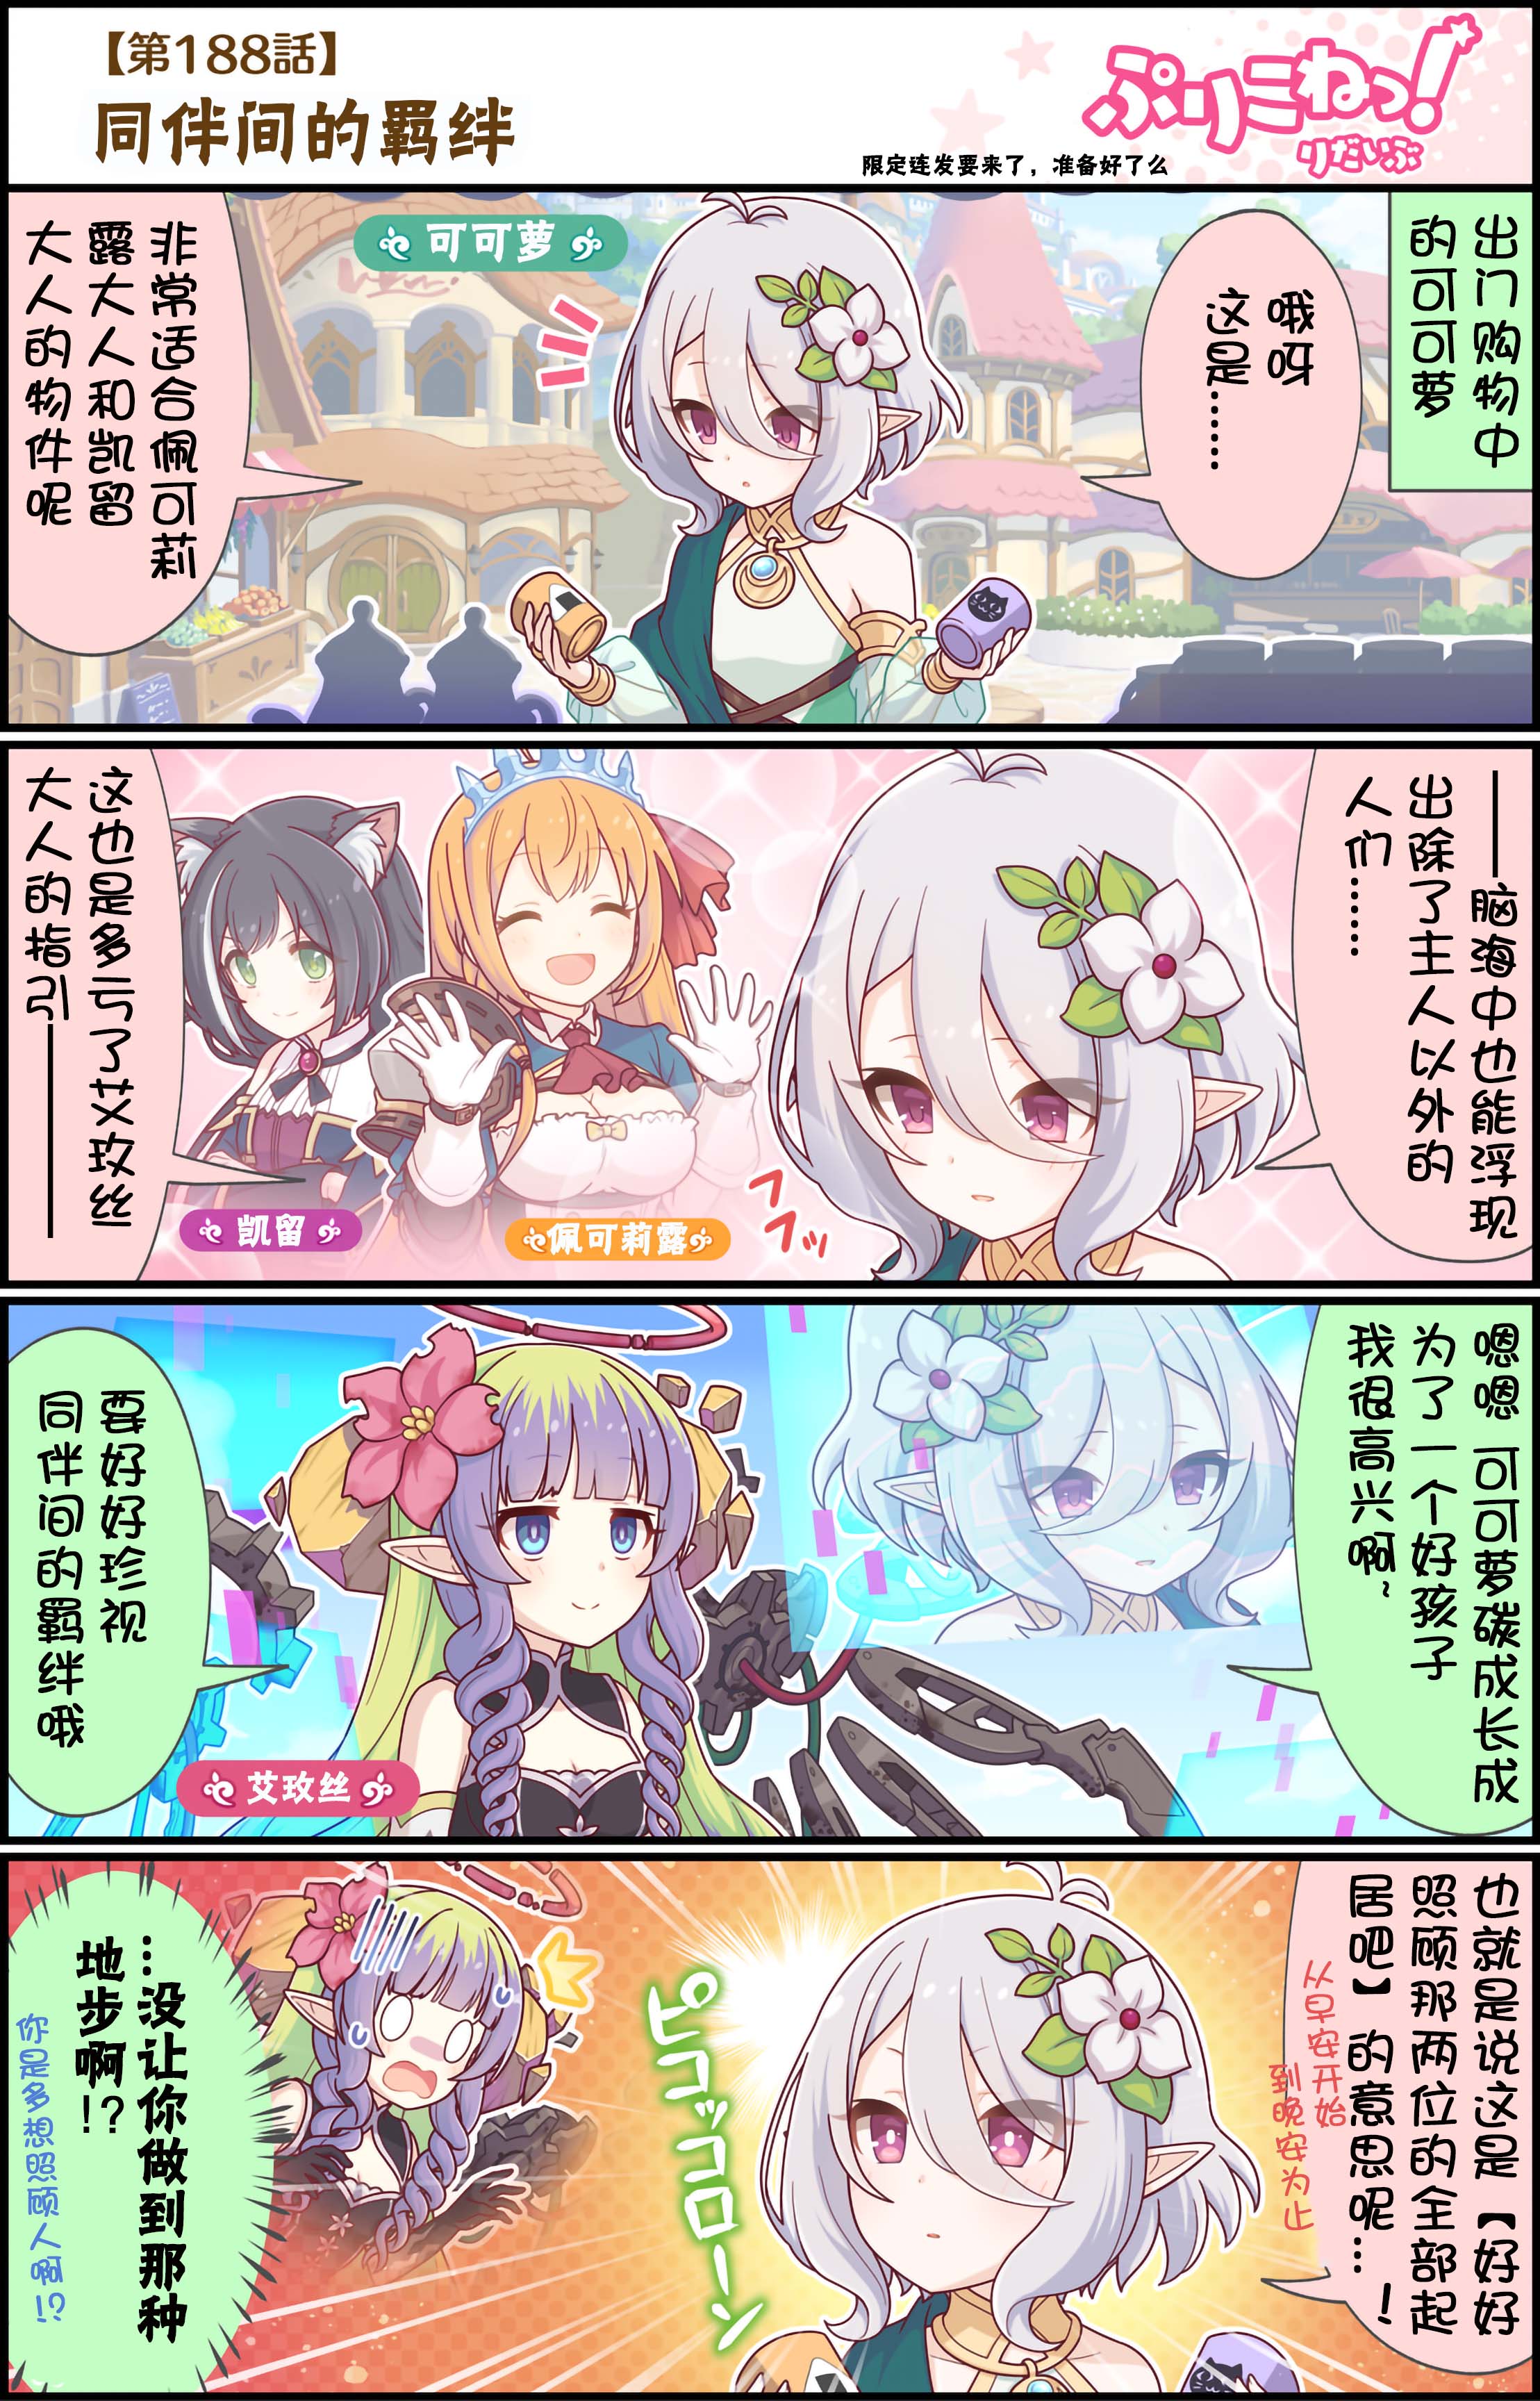 【第188話】
同伴间的羁绊
ぷりこねっ!
りだいぶ
限定连发要来了，准备好了么
出门购物中
的可可萝
哦呀
这是……
可可萝
非常适合佩可莉
露大人和凯留
大人的物件呢
——脑海中也能浮现
出除了主人以外的
人们……
フフッ
佩可莉露
凯留
这也是多亏了艾玫丝
大人的指引——
嗯嗯 可可萝碳成长成
为了一个好孩子
我很高兴啊~
要好好珍视
同伴间的羁绊哦
艾玫丝
也就是说这是【好好
照顾那两位的全部起
居吧】的意思呢…！
从早安开始
到晚安为止
ピコッコローン
…没让你做到那种
地步啊!?
你是多想照顾人啊!?